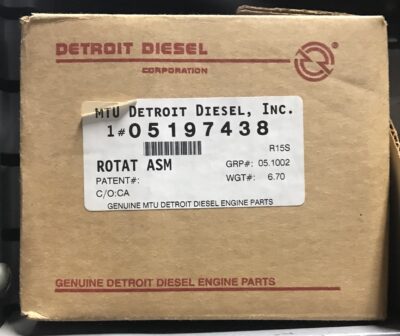 DETROIT DIESEL
CORPORATION
MTU DETROIT DIESEL, INC.
1# 05197438
R15S
ROTAT ASM GRP#: 05.1002
PATENT#: WGT#: 6.70
C/O:CA
GENUINE MTU DETROIT DIESEL ENGINE PARTS
GENUINE DETROIT DIESEL ENGINE PARTS